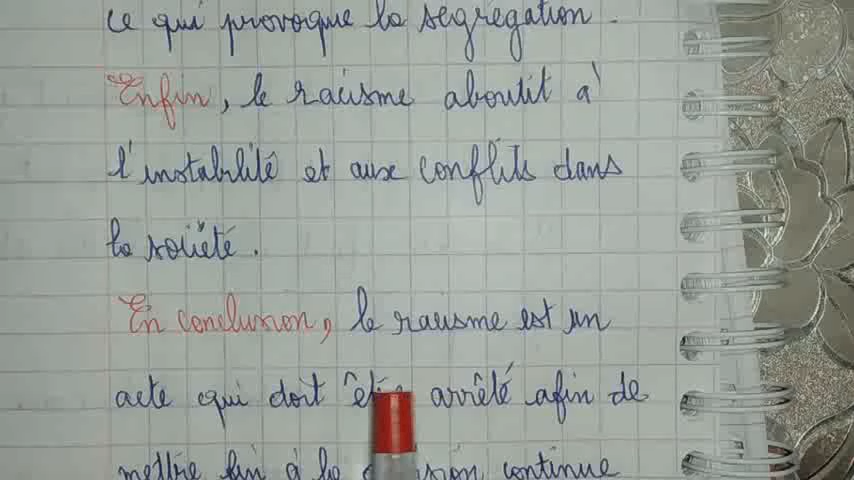 ce qui provoque la ségrégation.
Enfin, le racisme aboutit à
l'instabilité et aux conflits dans
la société.
En conclusion, le racisme est un
acte qui doit être arrêté afin de
mettre fin à la continue